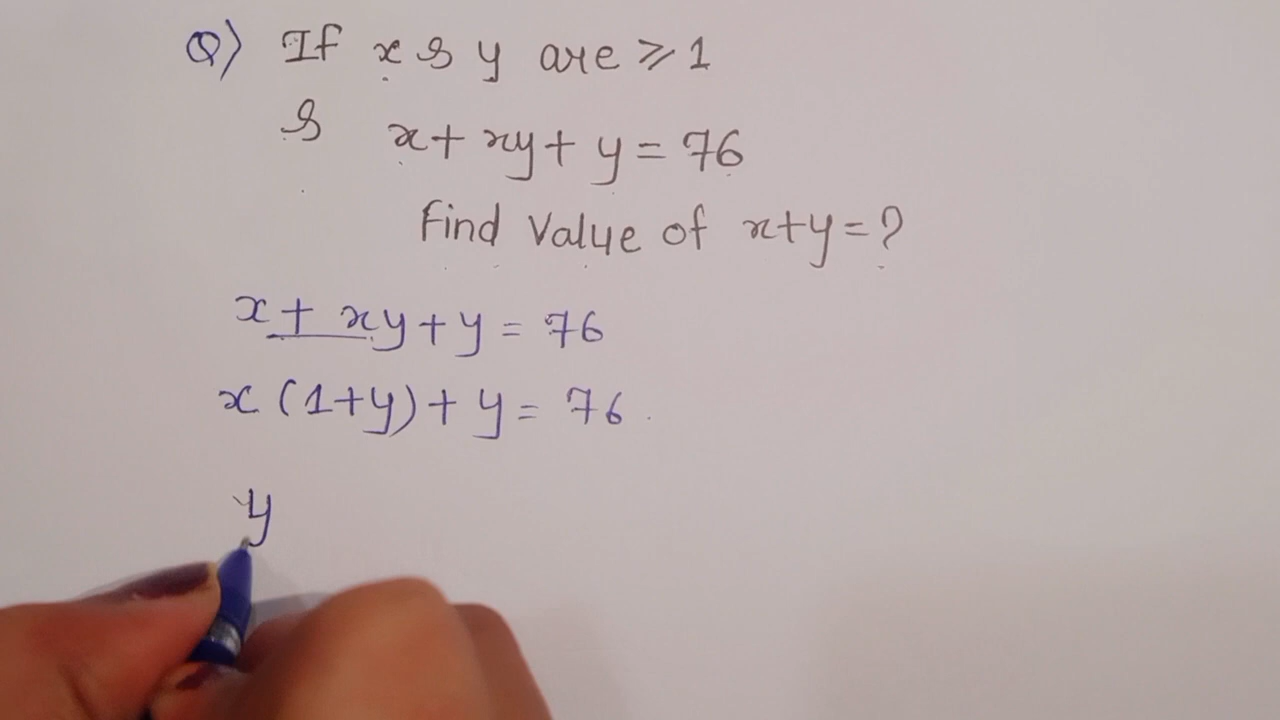 Q) If x & y are ≥ 1
& x + xy + y = 76
Find Value of x+y = ?
x + xy + y = 76
x (1+y) + y = 76
y